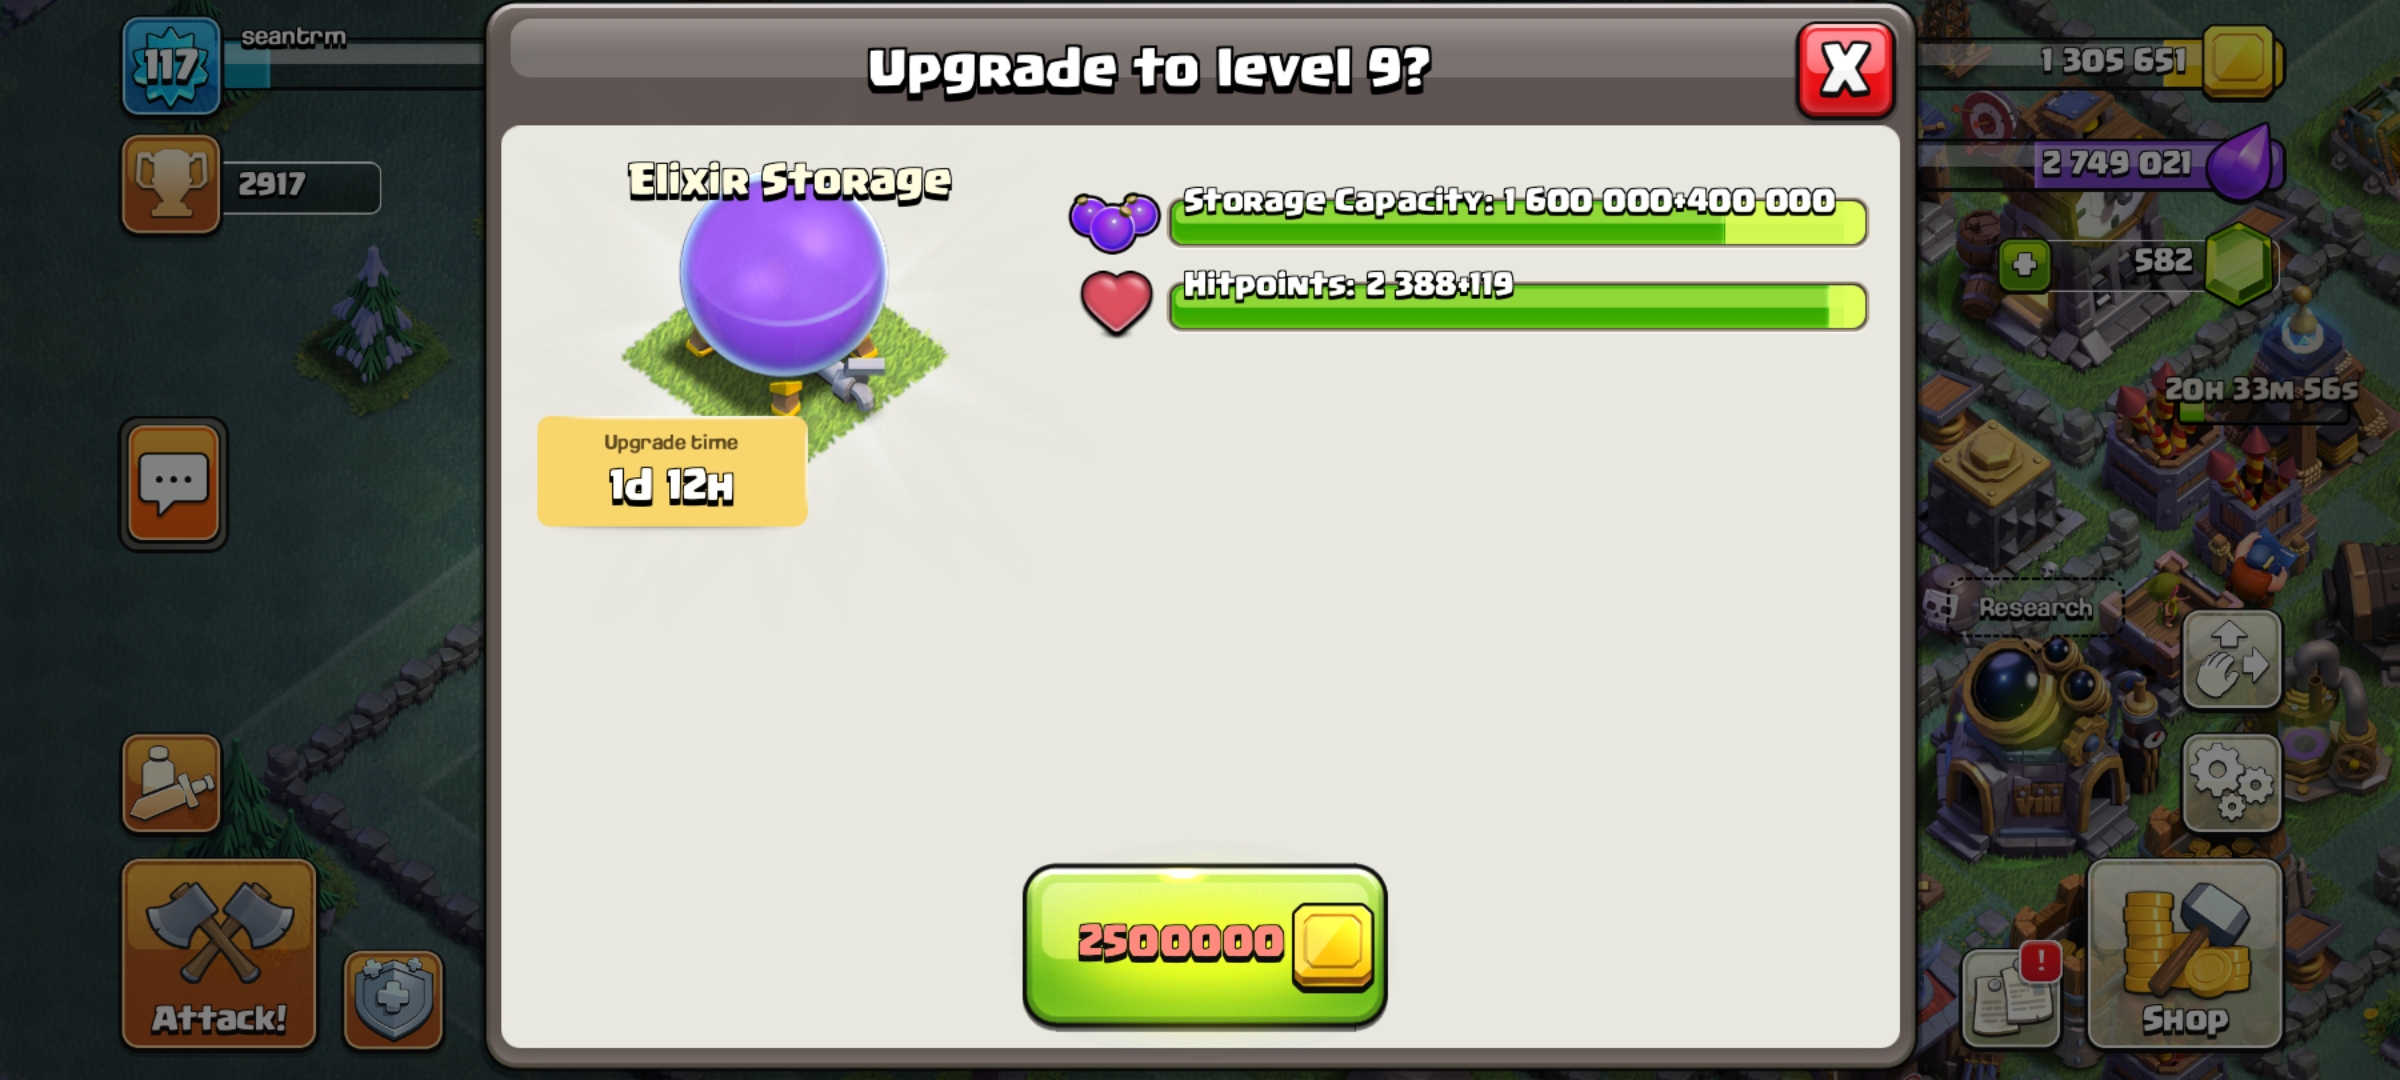 117
seantrm
2917
Upgrade to level 9?
X
1 305 651
2 749 021
582
Elixir Storage
Storage Capacity: 1 600 000+400 000
Hitpoints: 2 388+119
Upgrade time
1d 12H
20H 33M 56s
Research
VIII
2500000
Attack!
!
Shop